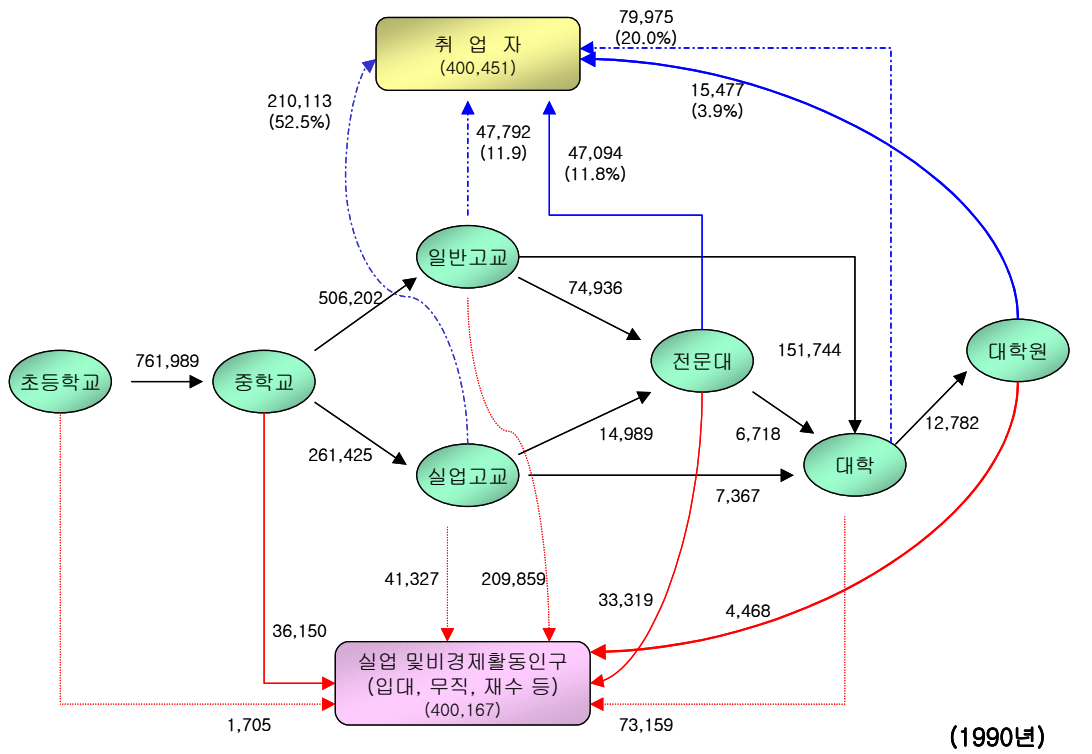 79,975
(20.0%)
취 업 자
(400,451)
15,477
(3.9%)
210,113
(52.5%)
47,792
(11.9)
47,094
(11.8%)
일반고교
506,202
74,936
761,989
151,744
초등학교
중학교
전문대
대학원
261,425
14,989
6,718
12,782
실업고교
대학
7,367
41,327
209,859
33,319
4,468
36,150
실업 및비경제활동인구
(입대, 무직, 재수 등)
(400,167)
1,705
73,159
(1990년)